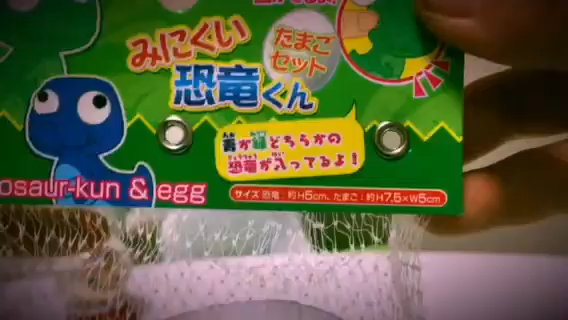 みにくい
恐竜くん
たまご
セット
青か緑どちらかの
恐竜が入ってるよ！
osaur-kun & egg
サイズ 恐竜：約H5cm、たまご：約H7.5×W5cm